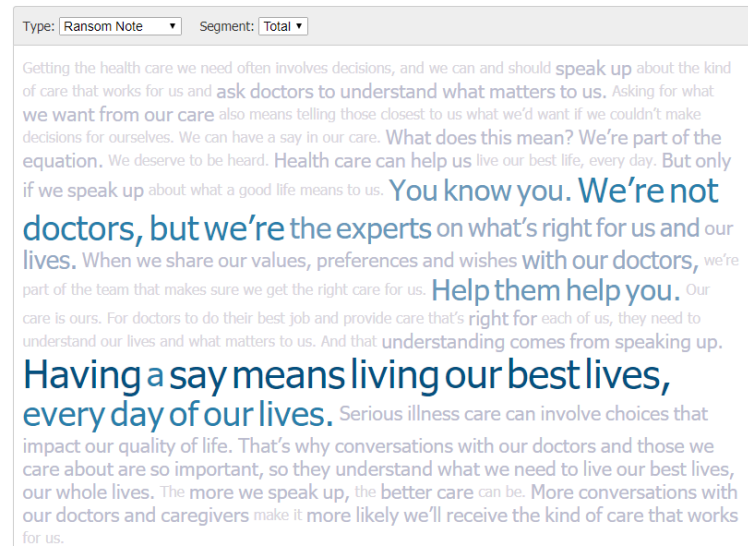 Type: Ransom Note Segment: Total
Getting the health care we need often involves decisions, and we can and should speak up about the kind
of care that works for us and ask doctors to understand what matters to us. Asking for what
we want from our care also means telling those closest to us what we'd want if we couldn't make
decisions for ourselves. We can have a say in our care. What does this mean? We're part of the
equation. We deserve to be heard. Health care can help us live our best life, every day. But only
if we speak up about what a good life means to us. You know you. We're not
doctors, but we're the experts on what's right for us and our
lives. When we share our values, preferences and wishes with our doctors, we're
part of the team that makes sure we get the right care for us. Help them help you. Our
care is ours. For doctors to do their best job and provide care that's right for each of us, they need to
understand our lives and what matters to us. And that understanding comes from speaking up.
Having a say means living our best lives,
every day of our lives. Serious illness care can involve choices that
impact our quality of life. That's why conversations with our doctors and those we
care about are so important, so they understand what we need to live our best lives,
our whole lives. The more we speak up, the better care can be. More conversations with
our doctors and caregivers make it more likely we'll receive the kind of care that works
for us.